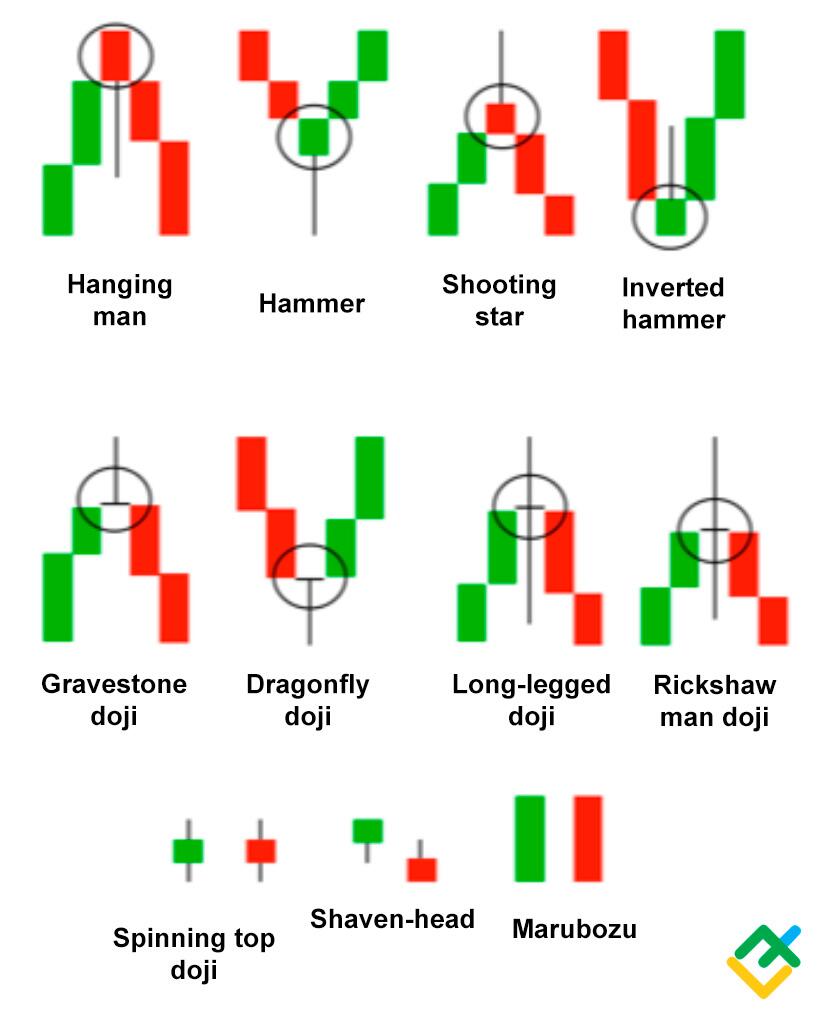 Hanging
man
Hammer
Shooting
star
Inverted
hammer
Gravestone
doji
Dragonfly
doji
Long-legged
doji
Rickshaw
man doji
Spinning top
doji
Shaven-head
Marubozu